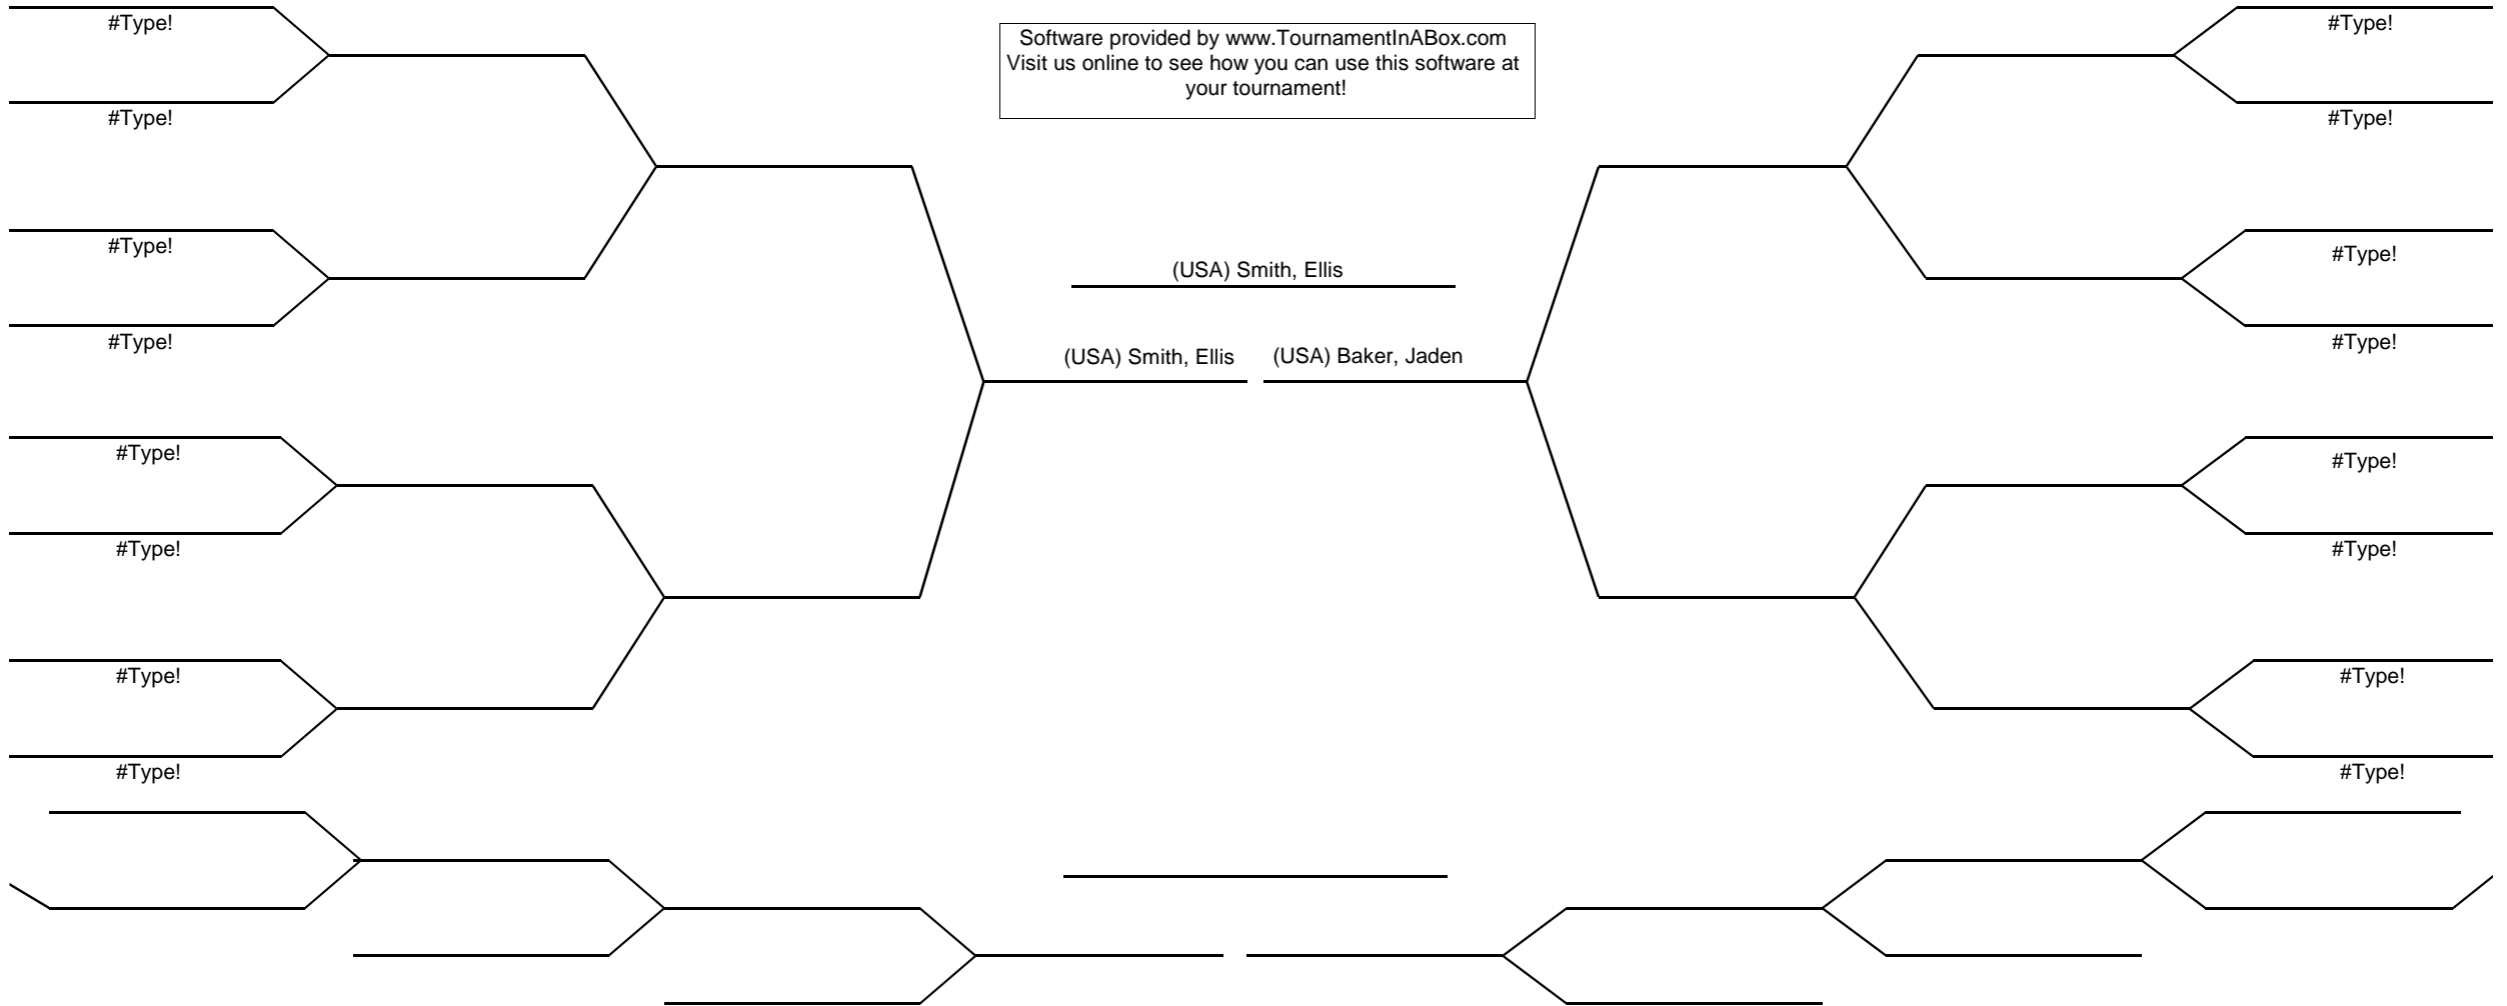 #Type!
Software provided by www.TournamentInABox.com
Visit us online to see how you can use this software at
your tournament!
#Type!
#Type!
#Type!
#Type!
#Type!
(USA) Smith, Ellis
#Type!
#Type!
(USA) Smith, Ellis
(USA) Baker, Jaden
#Type!
#Type!
#Type!
#Type!
#Type!
#Type!
#Type!
#Type!